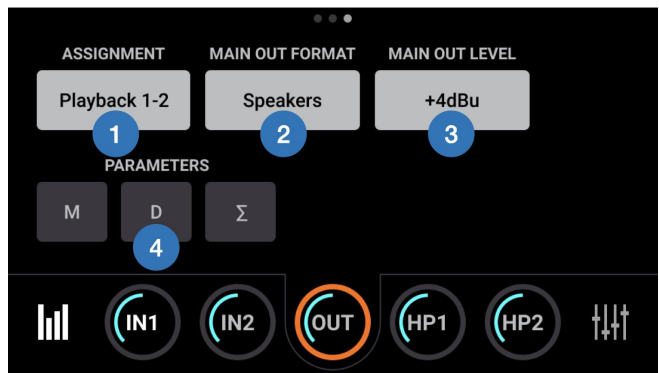 ASSIGNMENT MAIN OUT FORMAT MAIN OUT LEVEL
Playback 1-2 Speakers +4dBu
1 2 3
PARAMETERS
M D Σ
4
IN1 IN2 OUT HP1 HP2